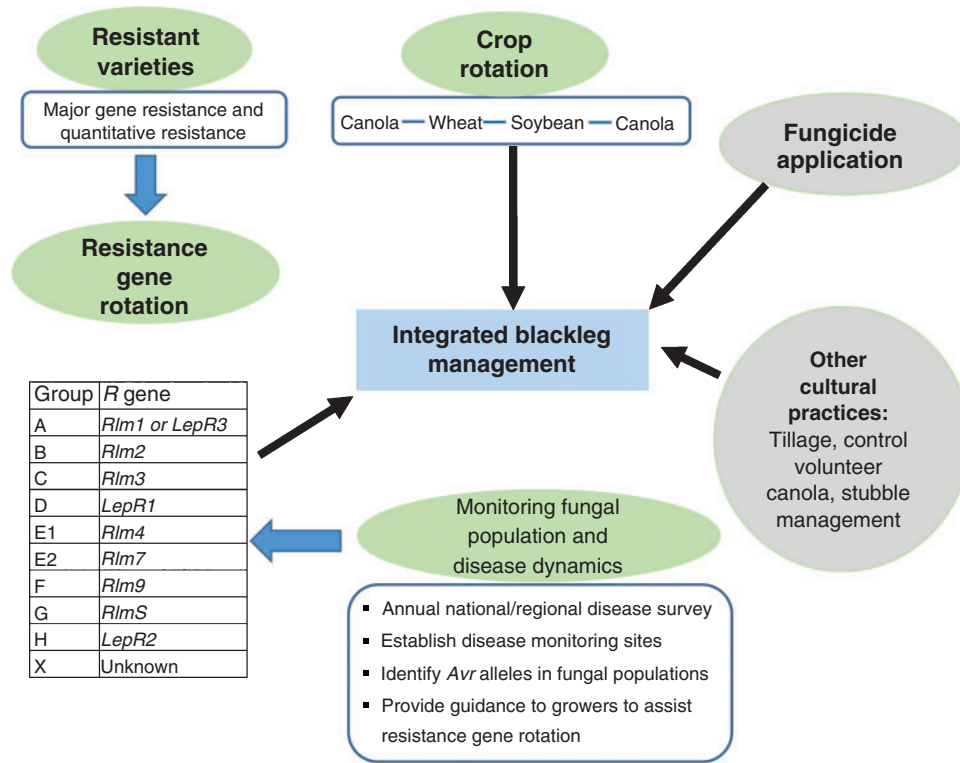 Resistant
varieties
Major gene resistance and
quantitative resistance
Resistance
gene
rotation
Crop
rotation
Canola Wheat Soybean Canola
Fungicide
application
Integrated blackleg
management
Other
cultural
practices:
Tillage, control
volunteer
canola, stubble
management
Group R gene
A Rlm1 or LepR3
B Rlm2
C Rlm3
D LepR1
E1 Rlm4
E2 Rlm7
F Rlm9
G RlmS
H LepR2
X Unknown
Monitoring fungal
population and
disease dynamics
▪ Annual national/regional disease survey
▪ Establish disease monitoring sites
▪ Identify Avr alleles in fungal populations
▪ Provide guidance to growers to assist
resistance gene rotation